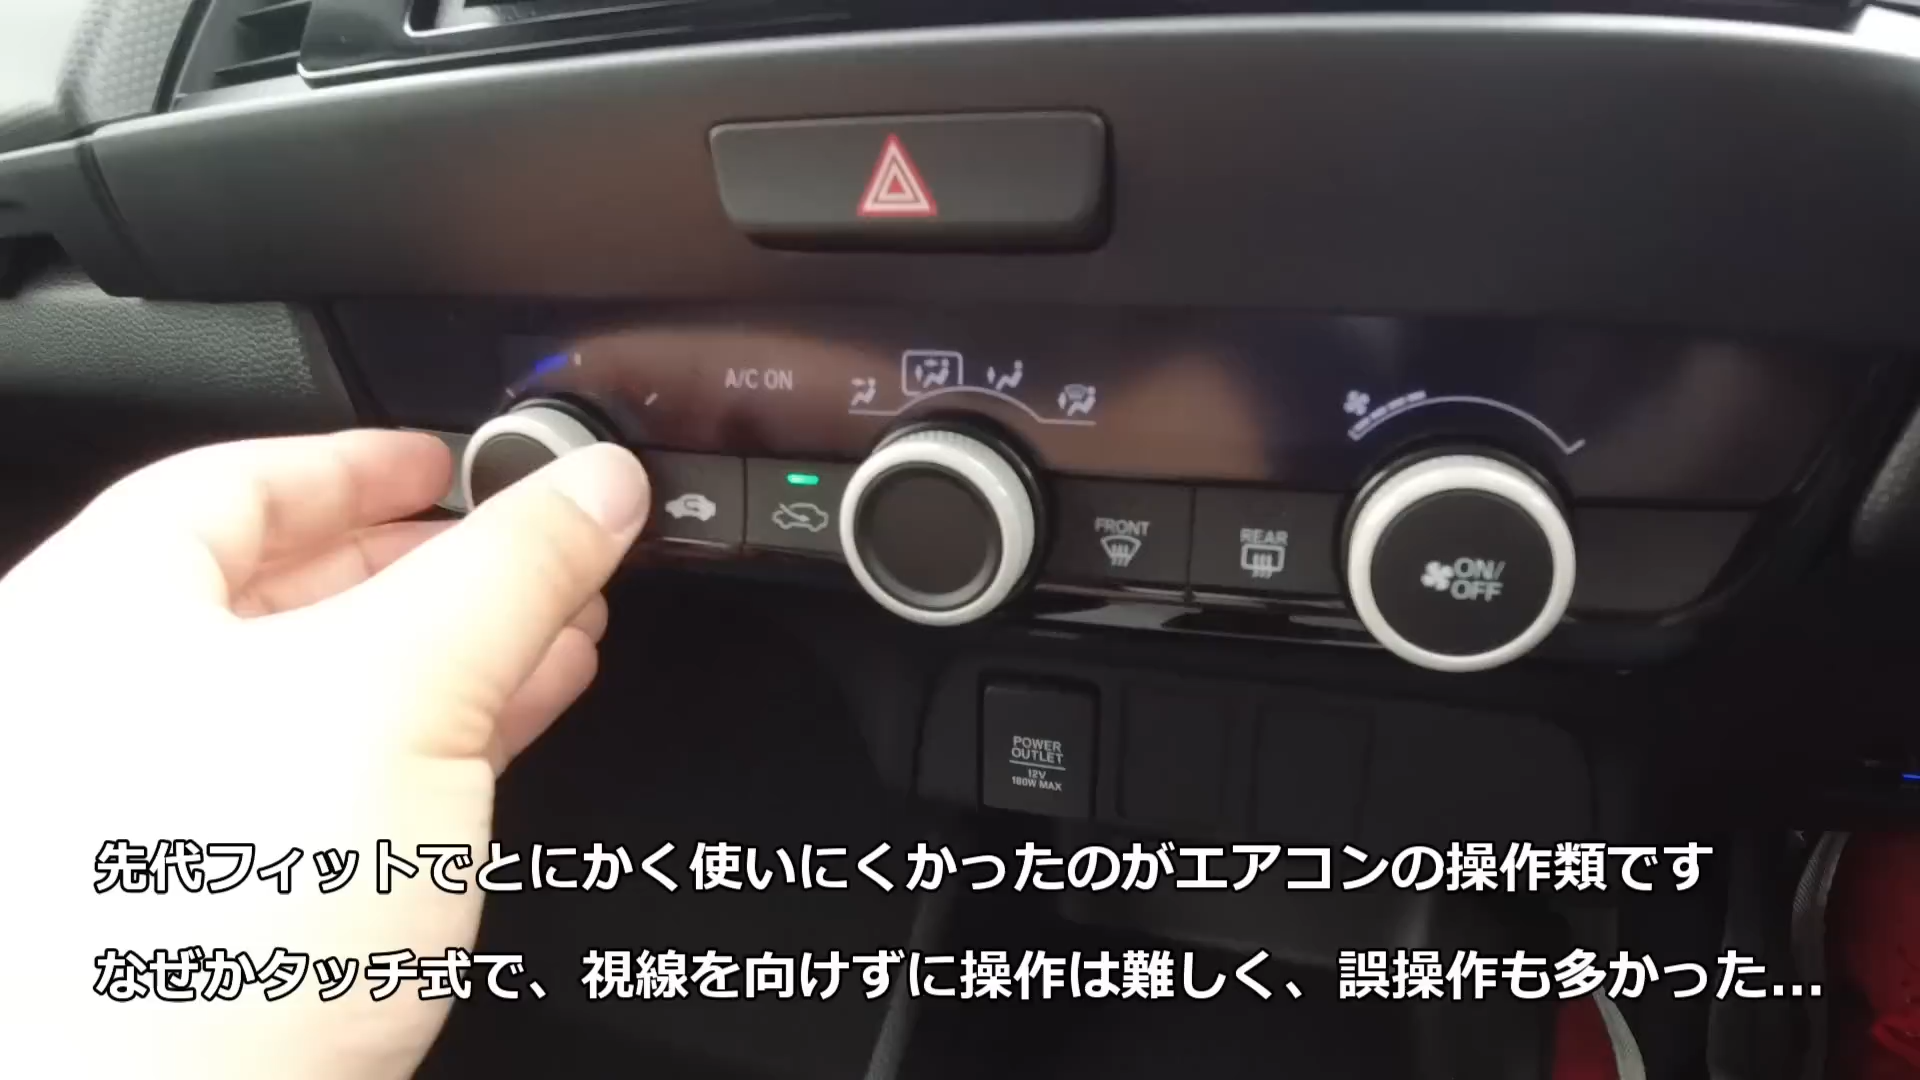 A/C ON
FRONT
REAR
ON/
OFF
POWER
OUTLET
12V
180W MAX
先代フィットでとにかく使いにくかったのがエアコンの操作類です
なぜかタッチ式で、視線を向けずに操作は難しく、誤操作も多かった...